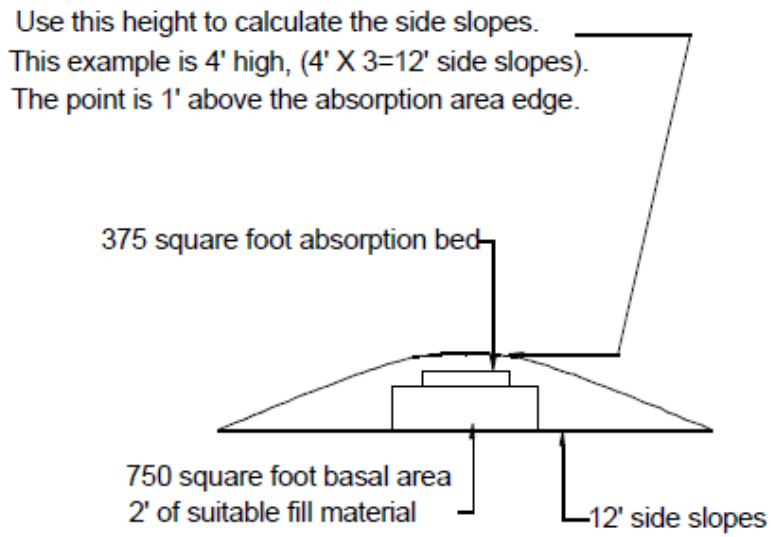 Use this height to calculate the side slopes.
This example is 4' high, (4' X 3=12' side slopes).
The point is 1' above the absorption area edge.
375 square foot absorption bed
750 square foot basal area
2' of suitable fill material
12' side slopes